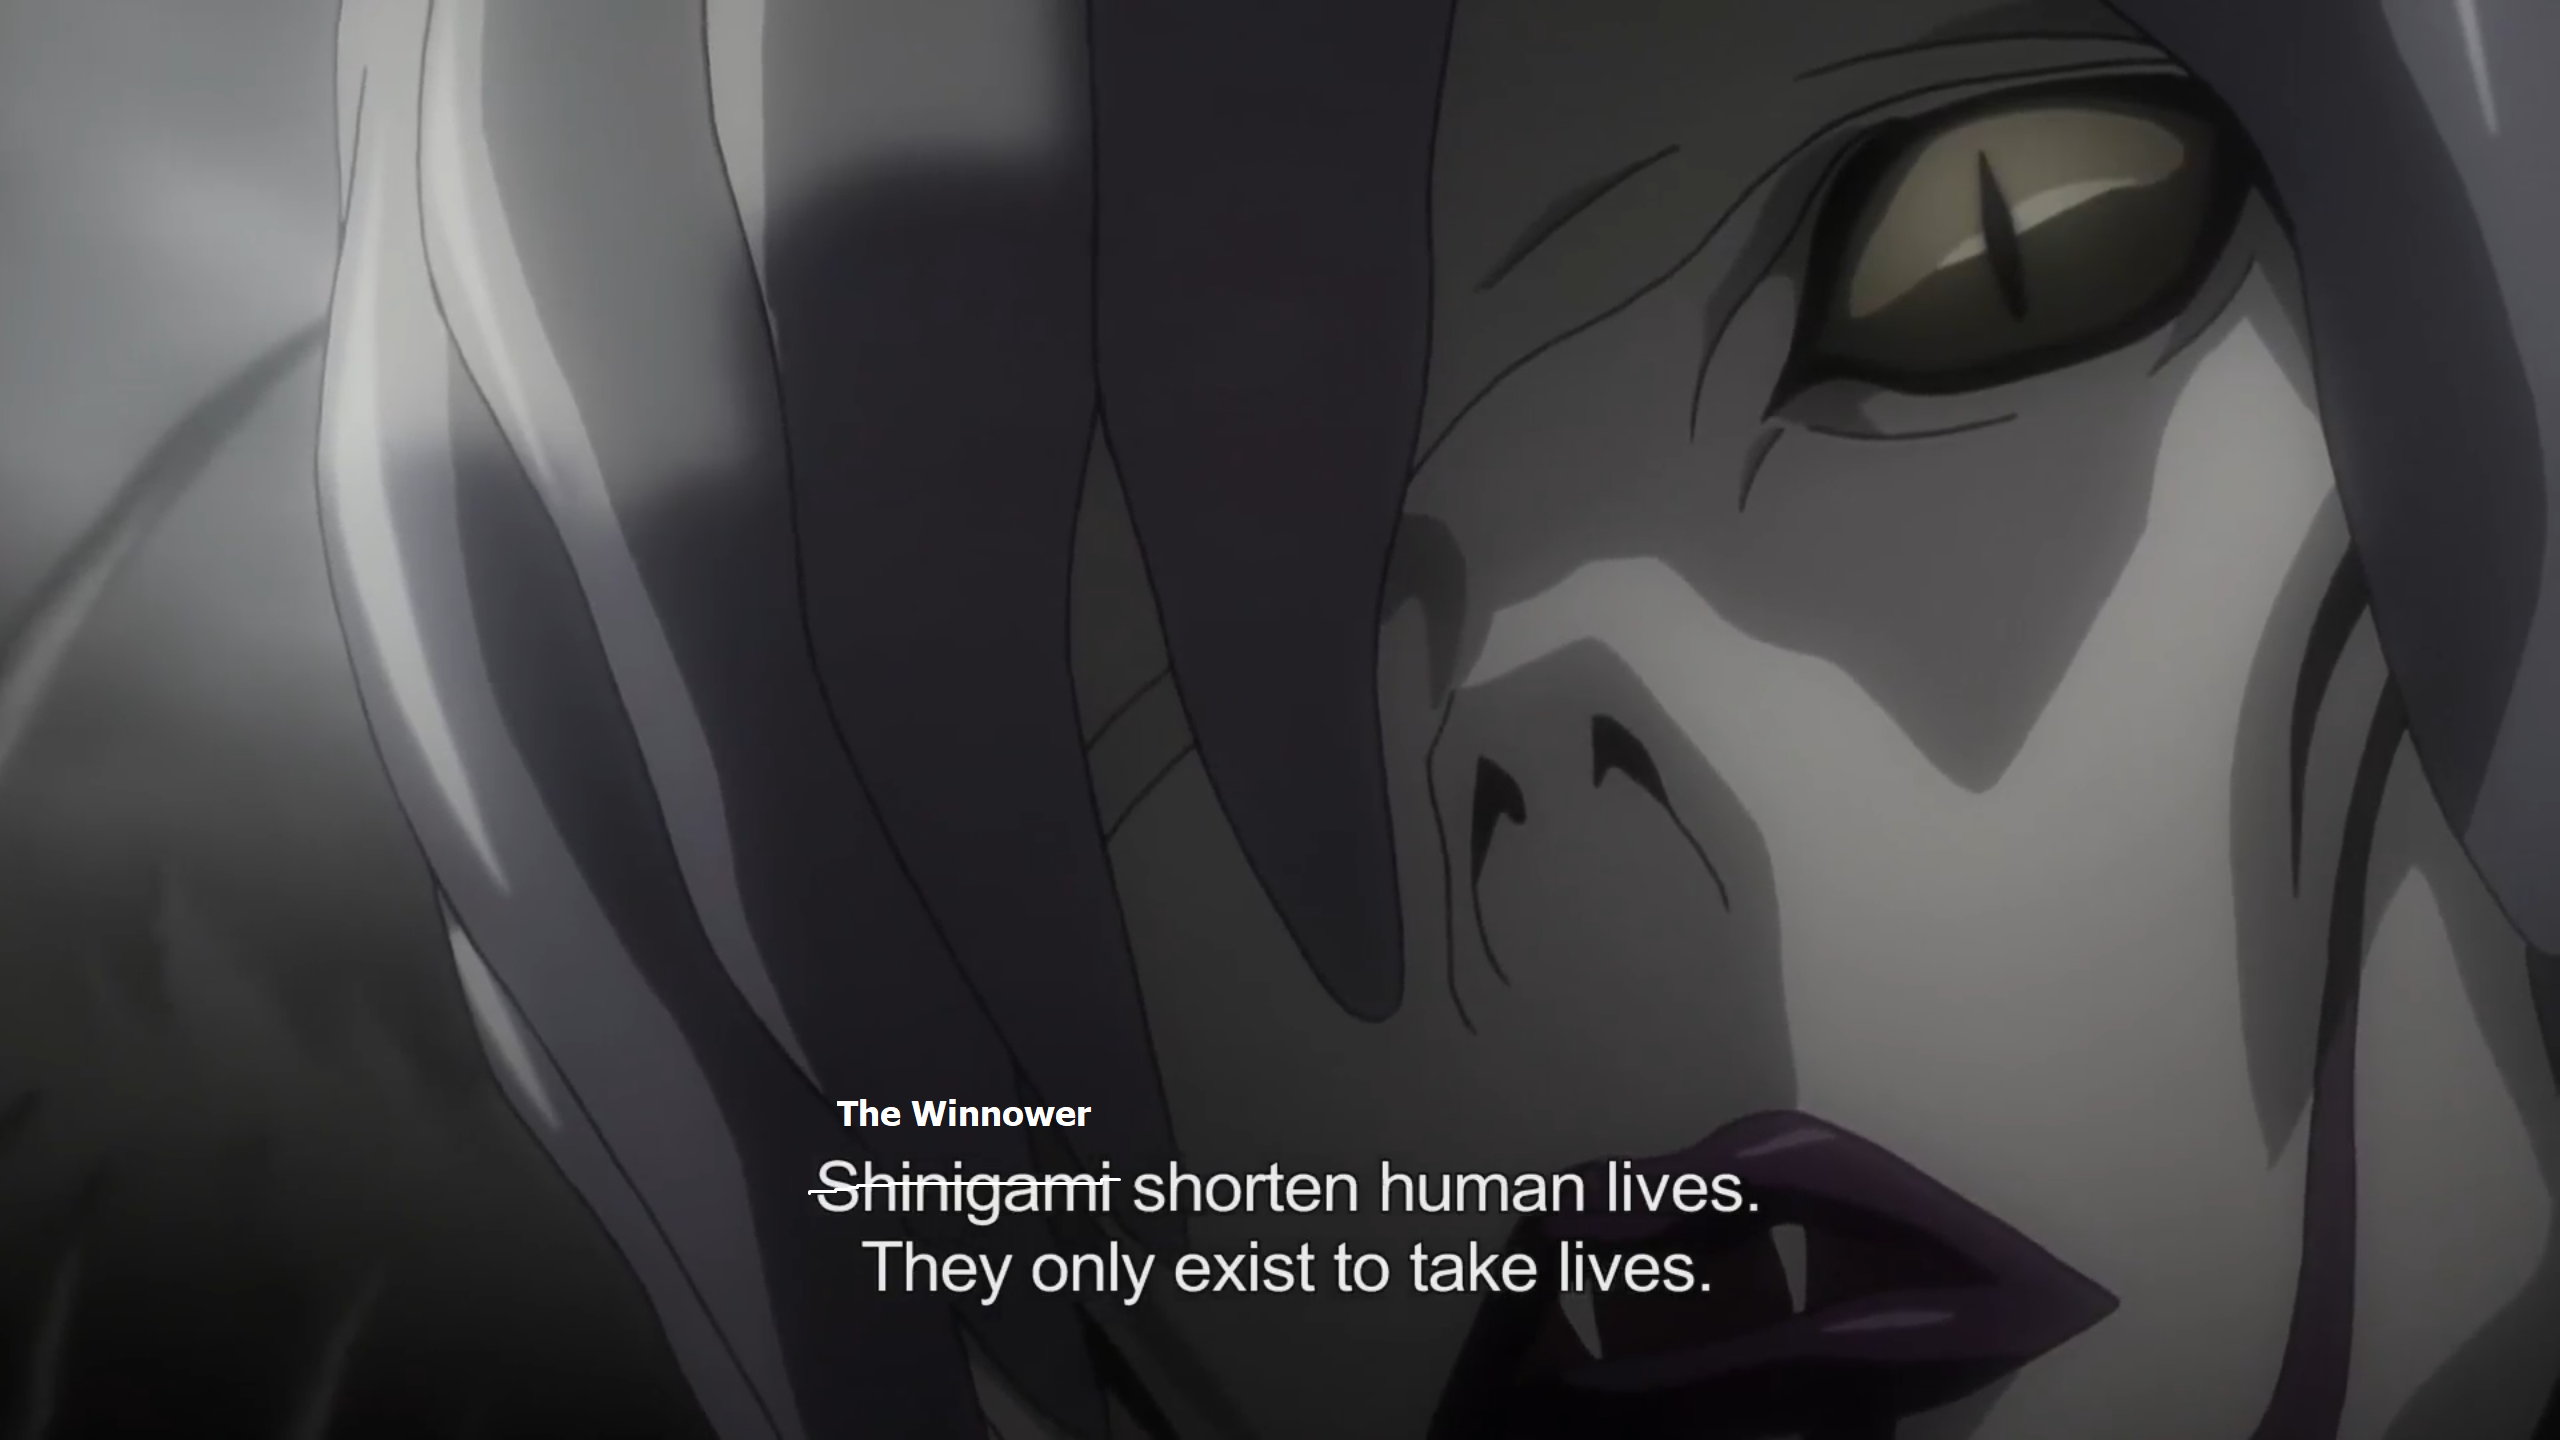 The Winnower
Shinigami shorten human lives.
They only exist to take lives.